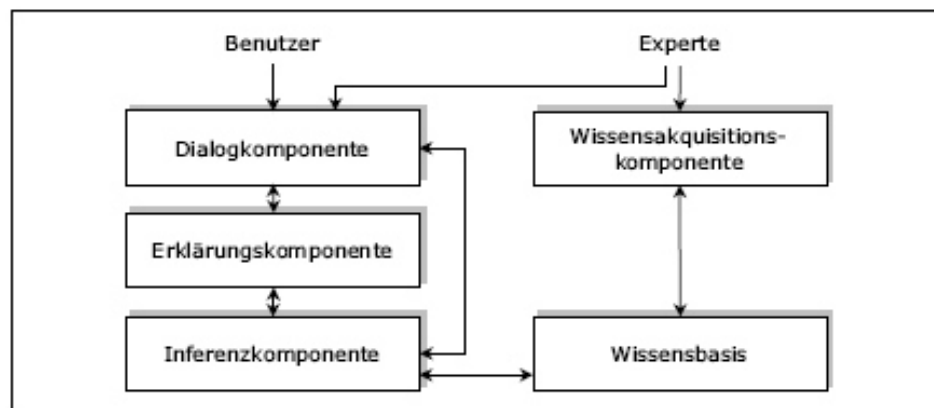 Benutzer
Experte
Dialogkomponente
Wissensakquisitions-
komponente
Erklärungskomponente
Inferenzkomponente
Wissensbasis